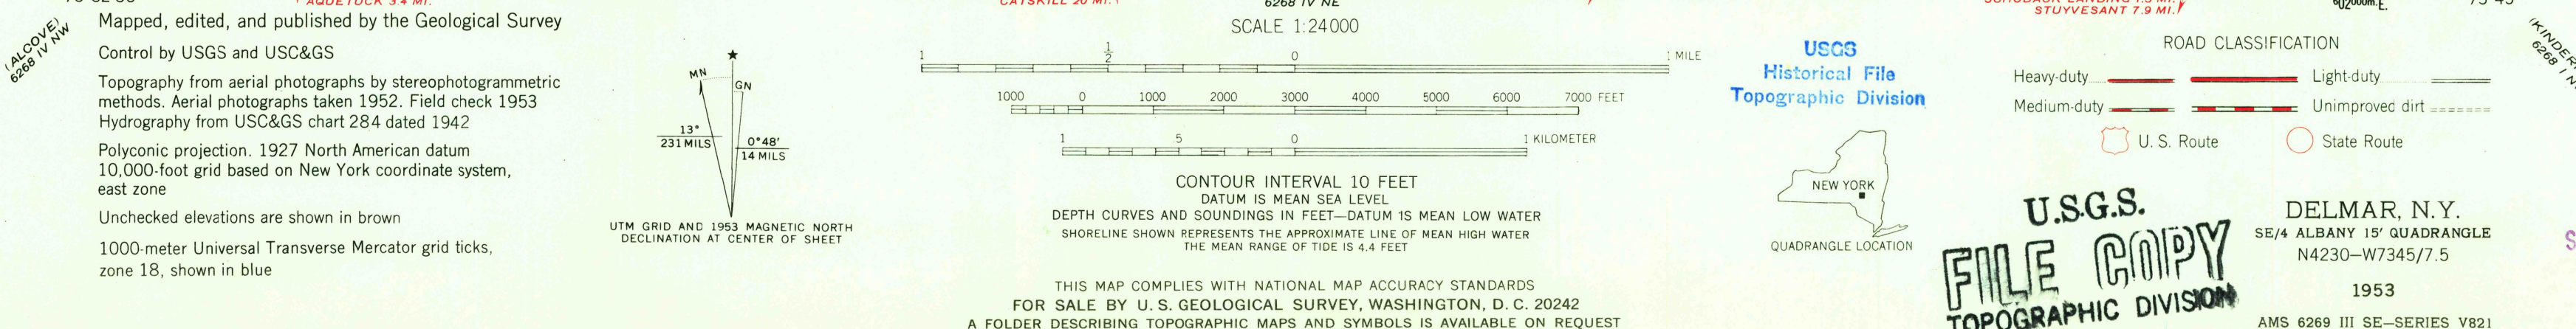 (ALCOVE)
6268 IV NW
Mapped, edited, and published by the Geological Survey
Control by USGS and USC&GS
Topography from aerial photographs by stereophotogrammetric
methods. Aerial photographs taken 1952. Field check 1953
Hydrography from USC&GS chart 284 dated 1942
Polyconic projection. 1927 North American datum
10,000-foot grid based on New York coordinate system,
east zone
Unchecked elevations are shown in brown
1000-meter Universal Transverse Mercator grid ticks,
zone 18, shown in blue
MN
GN
13°
231 MILS
0°48′
14 MILS
UTM GRID AND 1953 MAGNETIC NORTH
DECLINATION AT CENTER OF SHEET
CATSKILL 20 MI.
6268 IV NE
SCALE 1:24000
1 1/2 0 1 MILE
1000 0 1000 2000 3000 4000 5000 6000 7000 FEET
1 5 0 1 KILOMETER
CONTOUR INTERVAL 10 FEET
DATUM IS MEAN SEA LEVEL
DEPTH CURVES AND SOUNDINGS IN FEET—DATUM IS MEAN LOW WATER
SHORELINE SHOWN REPRESENTS THE APPROXIMATE LINE OF MEAN HIGH WATER
THE MEAN RANGE OF TIDE IS 4.4 FEET
THIS MAP COMPLIES WITH NATIONAL MAP ACCURACY STANDARDS
FOR SALE BY U. S. GEOLOGICAL SURVEY, WASHINGTON, D. C. 20242
A FOLDER DESCRIBING TOPOGRAPHIC MAPS AND SYMBOLS IS AVAILABLE ON REQUEST
USGS
Historical File
Topographic Division
NEW YORK
QUADRANGLE LOCATION
STUYVESANT 7.9 MI.
602000m.E.
ROAD CLASSIFICATION
Heavy-duty Light-duty
Medium-duty Unimproved dirt
U. S. Route State Route
U.S.G.S.
FILE COPY
TOPOGRAPHIC DIVISION
DELMAR, N.Y.
SE/4 ALBANY 15′ QUADRANGLE
N4230—W7345/7.5
1953
AMS 6269 III SE—SERIES V821